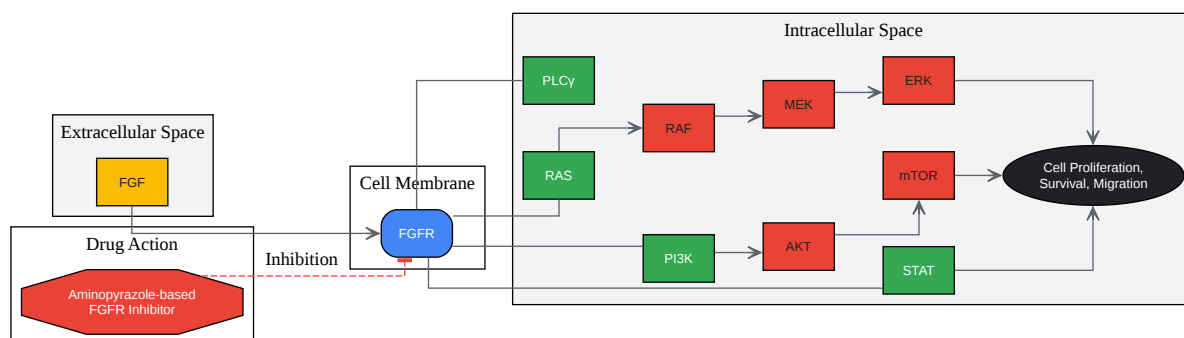 Intracellular Space
PLCγ
ERK
MEK
RAF
Extracellular Space
FGF
RAS
Cell Membrane
FGFR
mTOR
Cell Proliferation,
Survival, Migration
Drug Action
Inhibition
PI3K
AKT
STAT
Aminopyrazole-based
FGFR Inhibitor